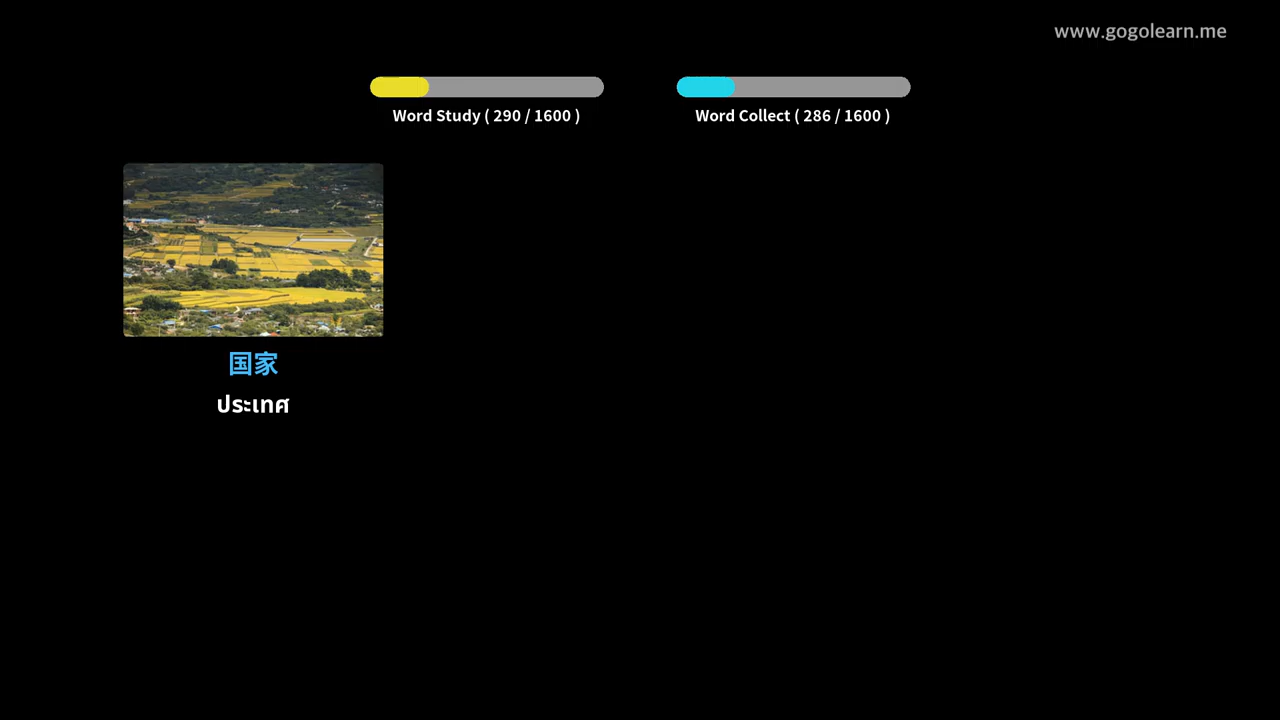 www.gogolearn.me
Word Study ( 290 / 1600 )
Word Collect ( 286 / 1600 )
国家
ประเทศ